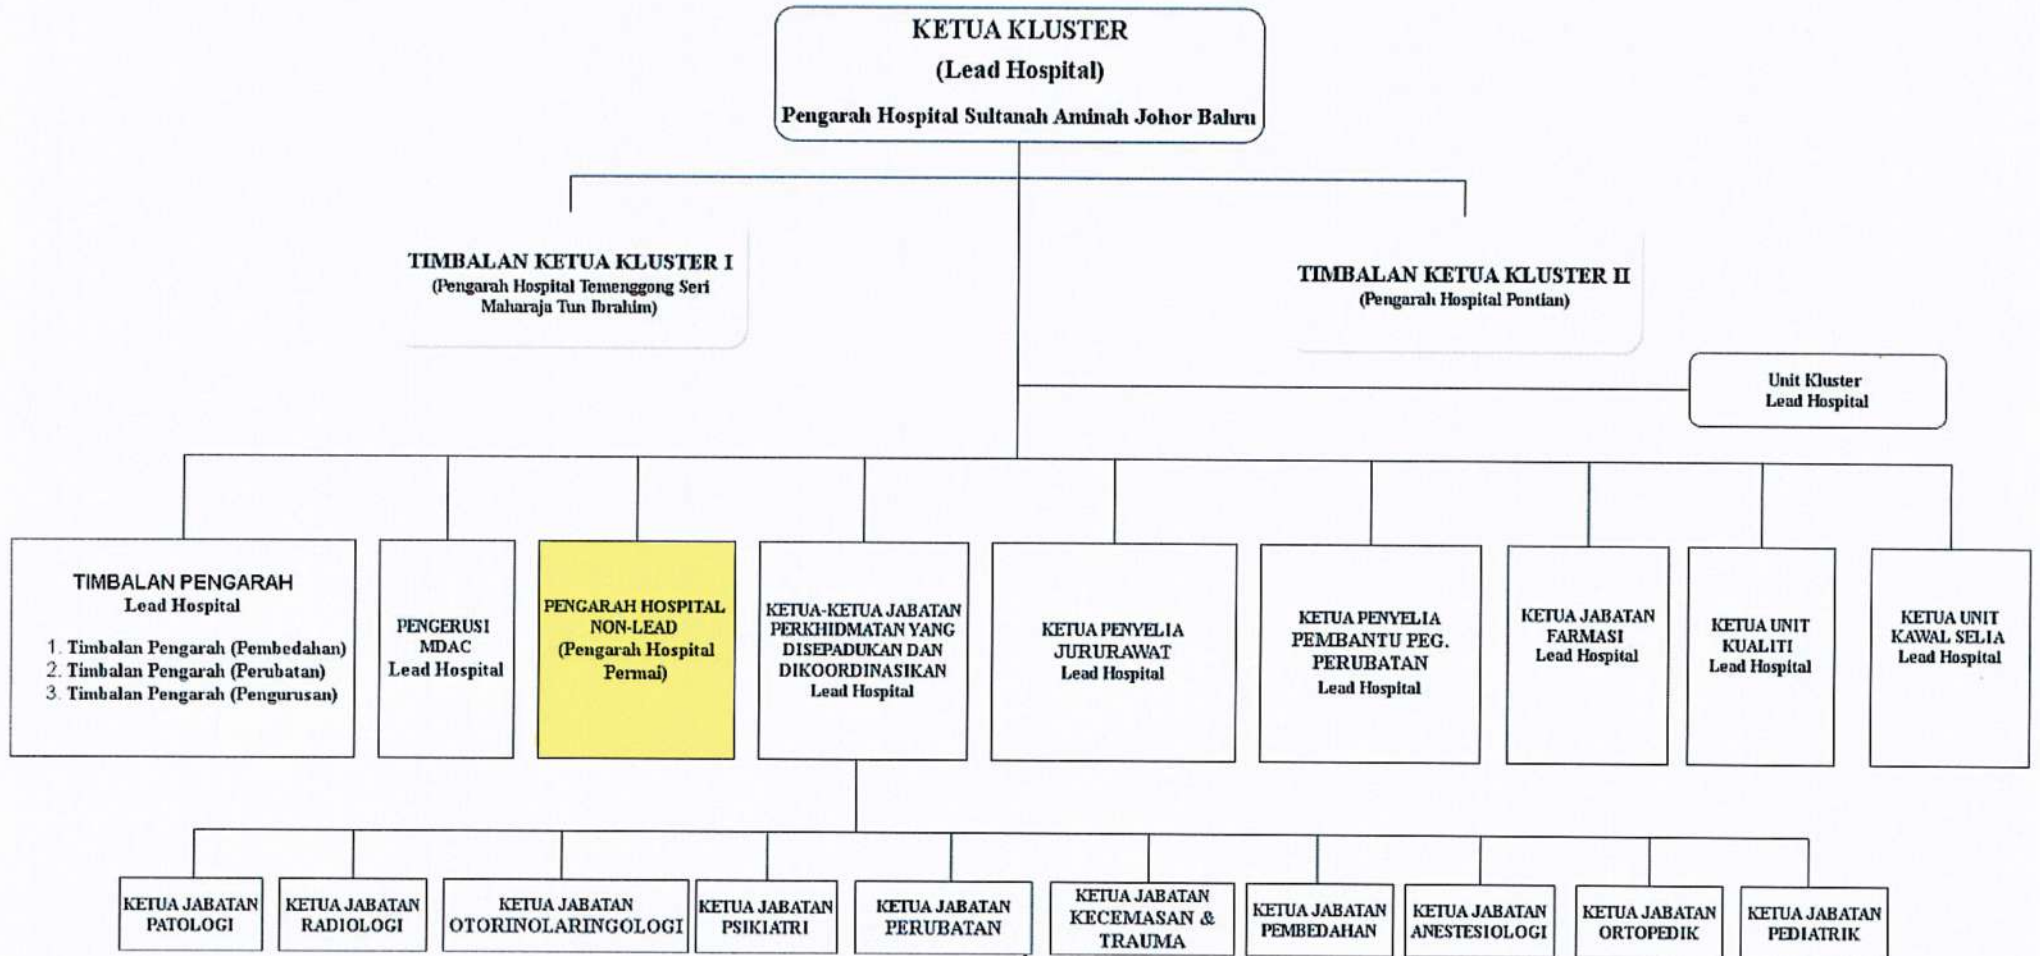 KETUA KLUSTER
(Lead Hospital)
Pengarah Hospital Sultanah Aminah Johor Bahru
TIMBALAN KETUA KLUSTER I
(Pengarah Hospital Temenggong Seri
Maharaja Tun Ibrahim)
TIMBALAN KETUA KLUSTER II
(Pengarah Hospital Pontian)
Unit Kluster
Lead Hospital
TIMBALAN PENGARAH
Lead Hospital
1. Timbalan Pengarah (Pembedahan)
2. Timbalan Pengarah (Perubatan)
3. Timbalan Pengarah (Pengurusan)
PENGERUSI
MDAC
Lead Hospital
PENGARAH HOSPITAL
NON-LEAD
(Pengarah Hospital
Permai)
KETUA-KETUA JABATAN
PERKHIDMATAN YANG
DISEPADUKAN DAN
DIKOORDINASIKAN
Lead Hospital
KETUA PENYELIA
JURURAWAT
Lead Hospital
KETUA PENYELIA
PEMBANTU PEG.
PERUBATAN
Lead Hospital
KETUA JABATAN
FARMASI
Lead Hospital
KETUA UNIT
KUALITI
Lead Hospital
KETUA UNIT
KAWAL SELIA
Lead Hospital
KETUA JABATAN
PATOLOGI
KETUA JABATAN
RADIOLOGI
KETUA JABATAN
OTORINOLARINGOLOGI
KETUA JABATAN
PSIKIATRI
KETUA JABATAN
PERUBATAN
KETUA JABATAN
KECEMASAN &
TRAUMA
KETUA JABATAN
PEMBEDAHAN
KETUA JABATAN
ANESTESIOLOGI
KETUA JABATAN
ORTOPEDIK
KETUA JABATAN
PEDIATRIK